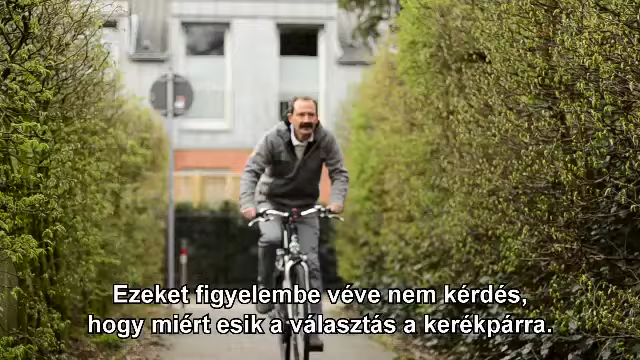 Ezeket figyelembe véve nem kérdés,
hogy miért esik a választás a kerékpárra.